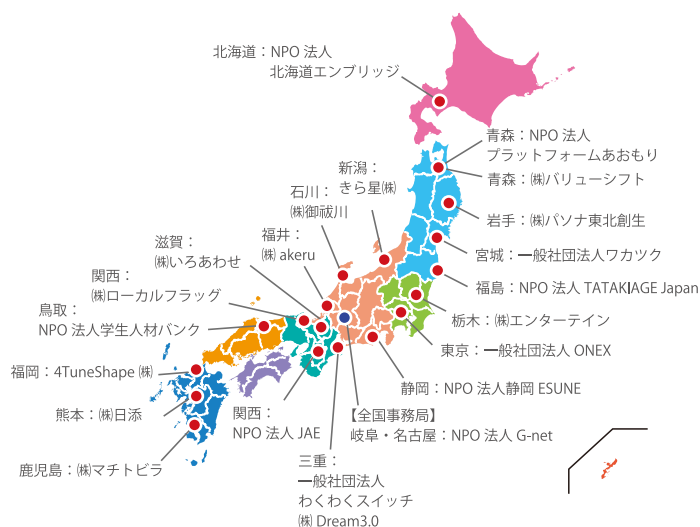 北海道：NPO 法人
北海道エンブリッジ
青森：NPO 法人
プラットフォームあおもり
青森：㈱バリューシフト
新潟：
きら星㈱
石川：
㈱御祓川
岩手：㈱パソナ東北創生
滋賀：
㈱いろあわせ
福井：
㈱ akeru
宮城：一般社団法人ワカツク
関西：
㈱ローカルフラッグ
福島：NPO 法人 TATAKIAGE Japan
鳥取：
NPO 法人学生人材バンク
栃木：㈱エンターテイン
東京：一般社団法人 ONEX
福岡：4TuneShape ㈱
静岡：NPO 法人静岡 ESUNE
熊本：㈱日添
関西：
NPO 法人 JAE
【全国事務局】
岐阜・名古屋：NPO 法人 G-net
鹿児島：㈱マチトビラ
三重：
一般社団法人
わくわくスイッチ
㈱ Dream3.0